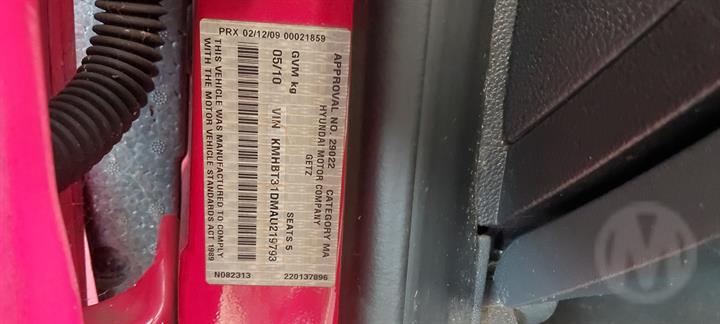 PRX 02/12/09 00021859
APPROVAL NO. 29022 CATEGORY MA
HYUNDAI MOTOR COMPANY
GETZ
GVM kg SEATS 5
05/10 VIN KMHBT31DMAU219793
THIS VEHICLE WAS MANUFACTURED TO COMPLY
WITH THE MOTOR VEHICLE STANDARDS ACT 1989
N082313 220137896
M